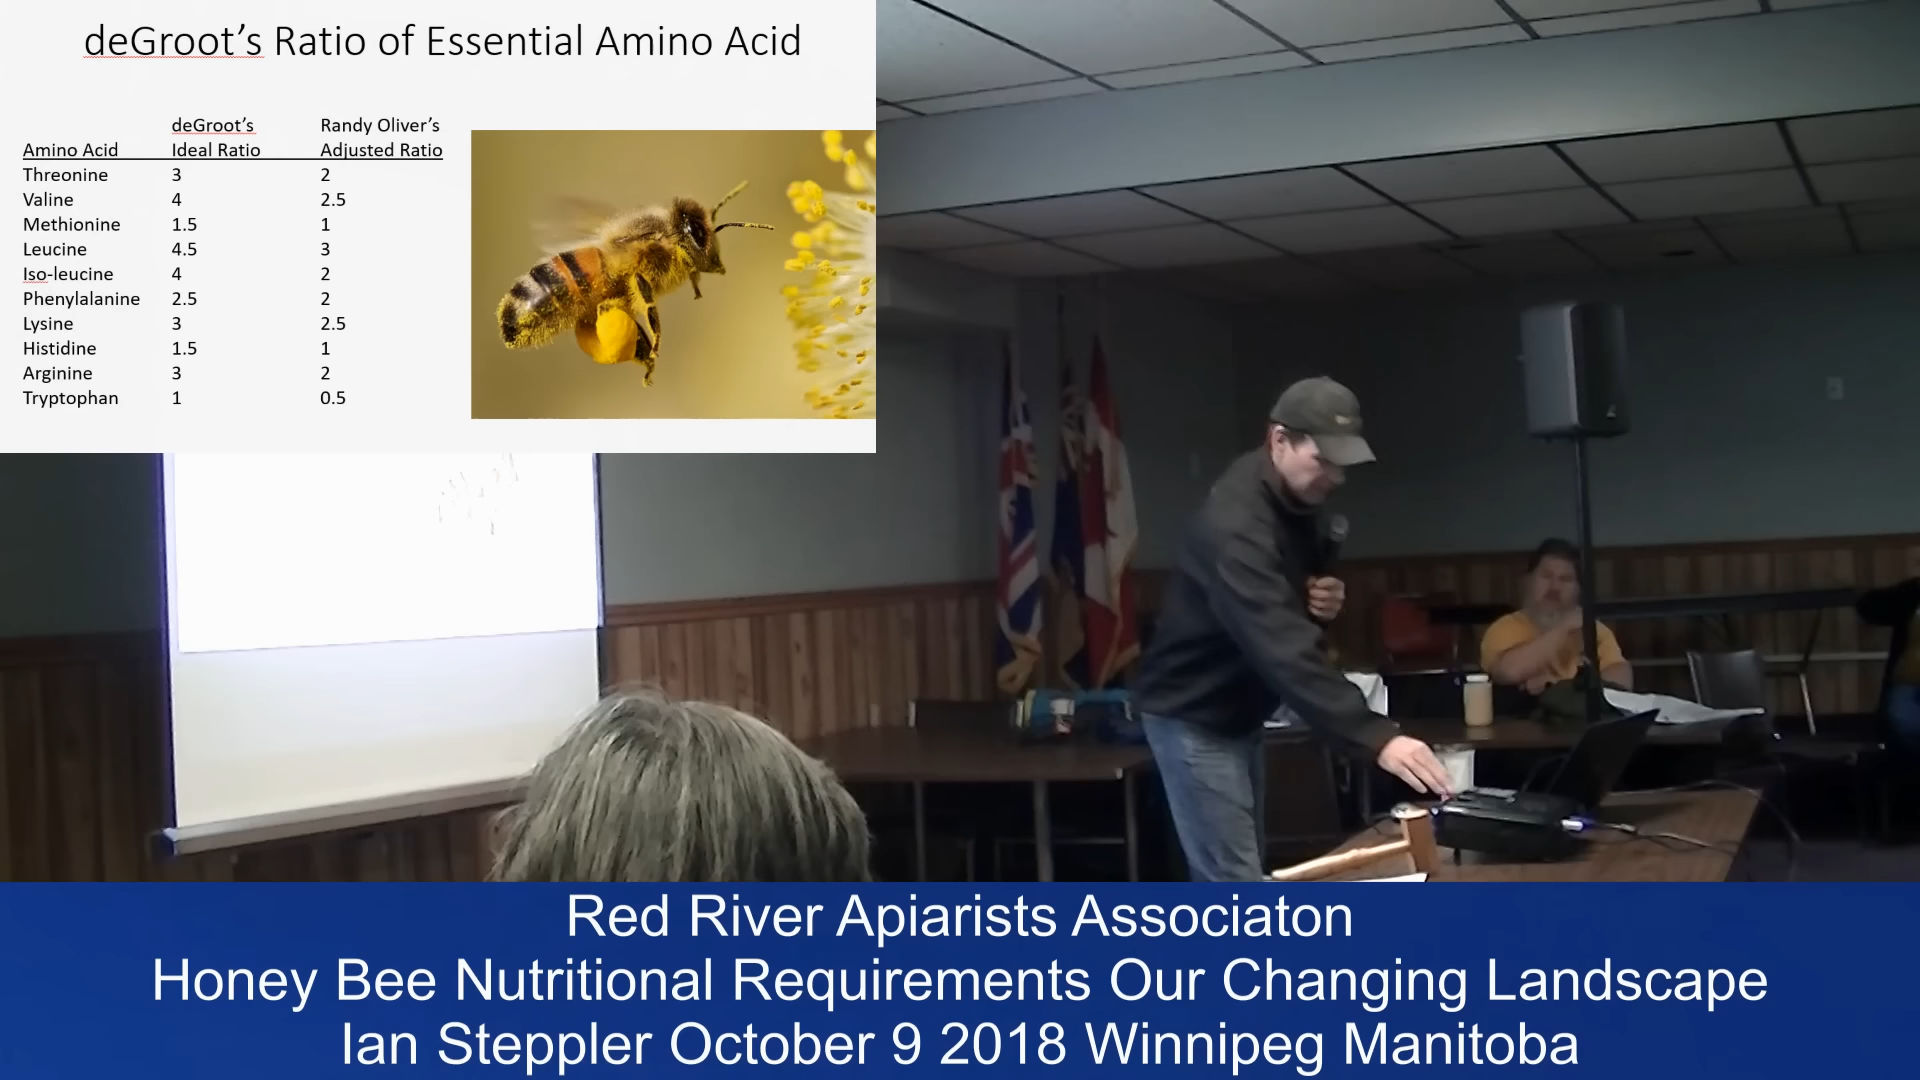 deGroot's Ratio of Essential Amino Acid
deGroot's Randy Oliver's
Amino Acid Ideal Ratio Adjusted Ratio
Threonine 3 2
Valine 4 2.5
Methionine 1.5 1
Leucine 4.5 3
Iso-leucine 4 2
Phenylalanine 2.5 2
Lysine 3 2.5
Histidine 1.5 1
Arginine 3 2
Tryptophan 1 0.5
Red River Apiarists Associaton
Honey Bee Nutritional Requirements Our Changing Landscape
Ian Steppler October 9 2018 Winnipeg Manitoba